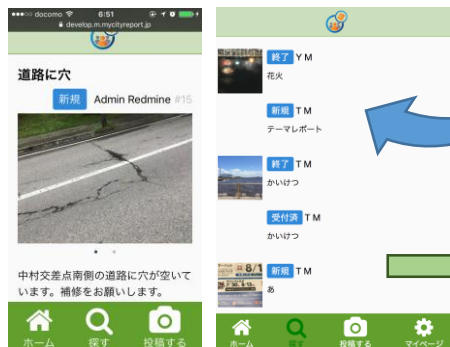 docomo 6:51
develop.m.mycityreport.jp
道路に穴
新規 Admin Redmine #15
中村交差点南側の道路に穴が空いて
います。補修をお願いします。
ホーム 探す 投稿する
終了 Y M
花火
新規 T M
テーマレポート
終了 T M
かいけつ
受付済 T M
かいけつ
新規 T M
あ
ホーム 探す 投稿する マイページ